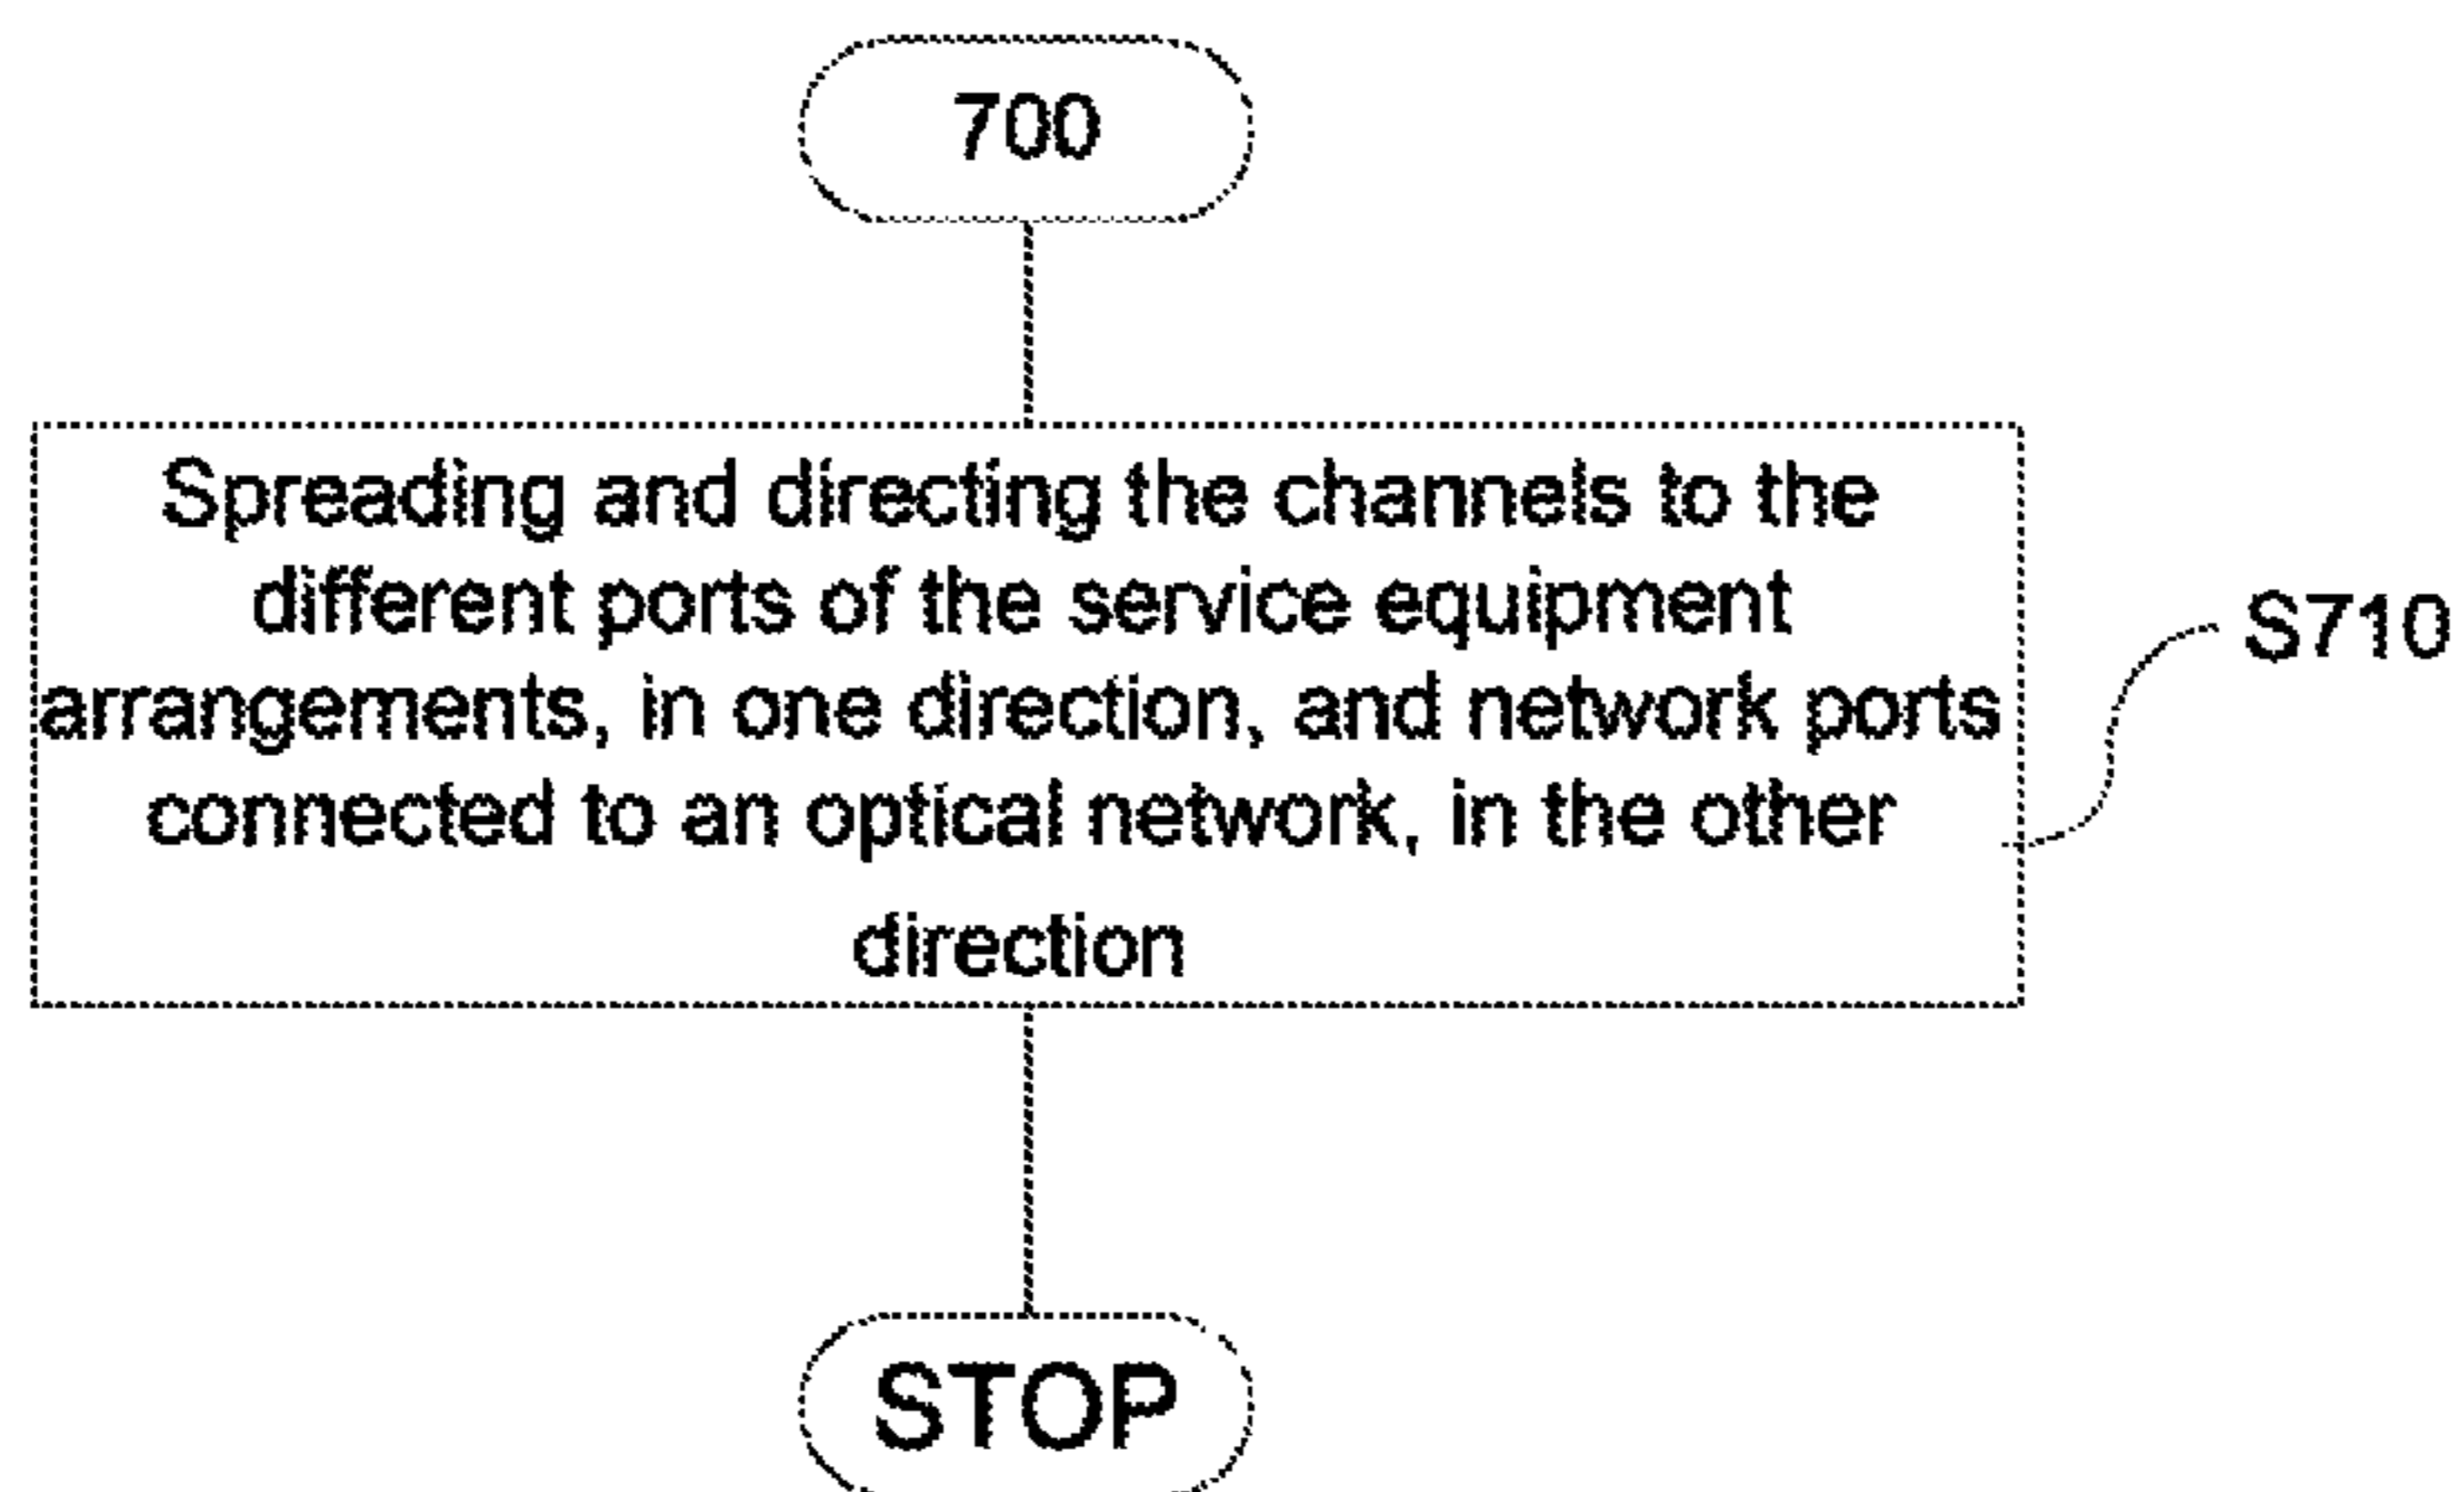 700
Spreading and directing the channels to the
different ports of the service equipment
arrangements, in one direction, and network ports
connected to an optical network, in the other
direction
S710
STOP